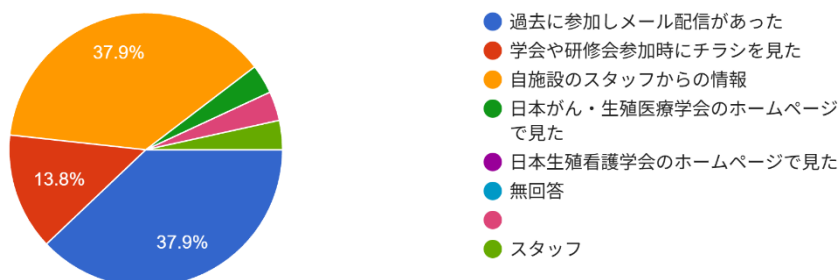 37.9%
13.8%
37.9%
過去に参加しメール配信があった
学会や研修会参加時にチラシを見た
自施設のスタッフからの情報
日本がん・生殖医療学会のホームページ
で見た
日本生殖看護学会のホームページで見た
無回答
スタッフ